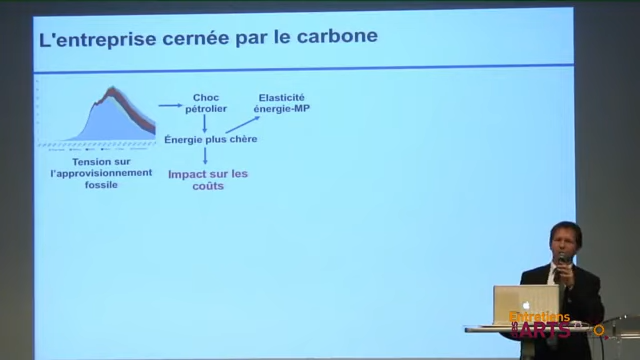 L'entreprise cernée par le carbone
Choc
pétrolier
Elasticité
énergie-MP
Énergie plus chère
Tension sur
l'approvisionnement
fossile
Impact sur les
coûts
Entretiens